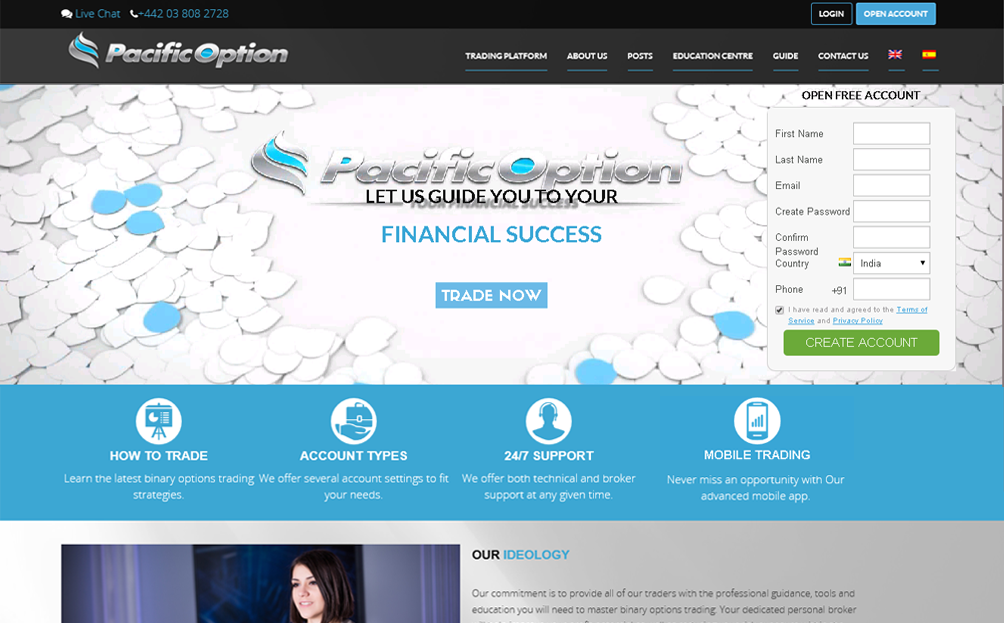 Live Chat +442 03 808 2728
LOGIN OPEN ACCOUNT
Pacific Option
TRADING PLATFORM ABOUT US POSTS EDUCATION CENTRE GUIDE CONTACT US
OPEN FREE ACCOUNT
Pacific Option
LET US GUIDE YOU TO YOUR
YOUR FINANCIAL SUCCESS
FINANCIAL SUCCESS
TRADE NOW
First Name
Last Name
Email
Create Password
Confirm
Password
Country India
Phone +91
I have read and agreed to the Terms of
Service and Privacy Policy
CREATE ACCOUNT
HOW TO TRADE
Learn the latest binary options trading
strategies.
ACCOUNT TYPES
We offer several account settings to fit
your needs.
24/7 SUPPORT
We offer both technical and broker
support at any given time.
MOBILE TRADING
Never miss an opportunity with Our
advanced mobile app.
OUR IDEOLOGY
Our commitment is to provide all of our traders with the professional guidance, tools and
education you will need to master binary options trading. Your dedicated personal broker